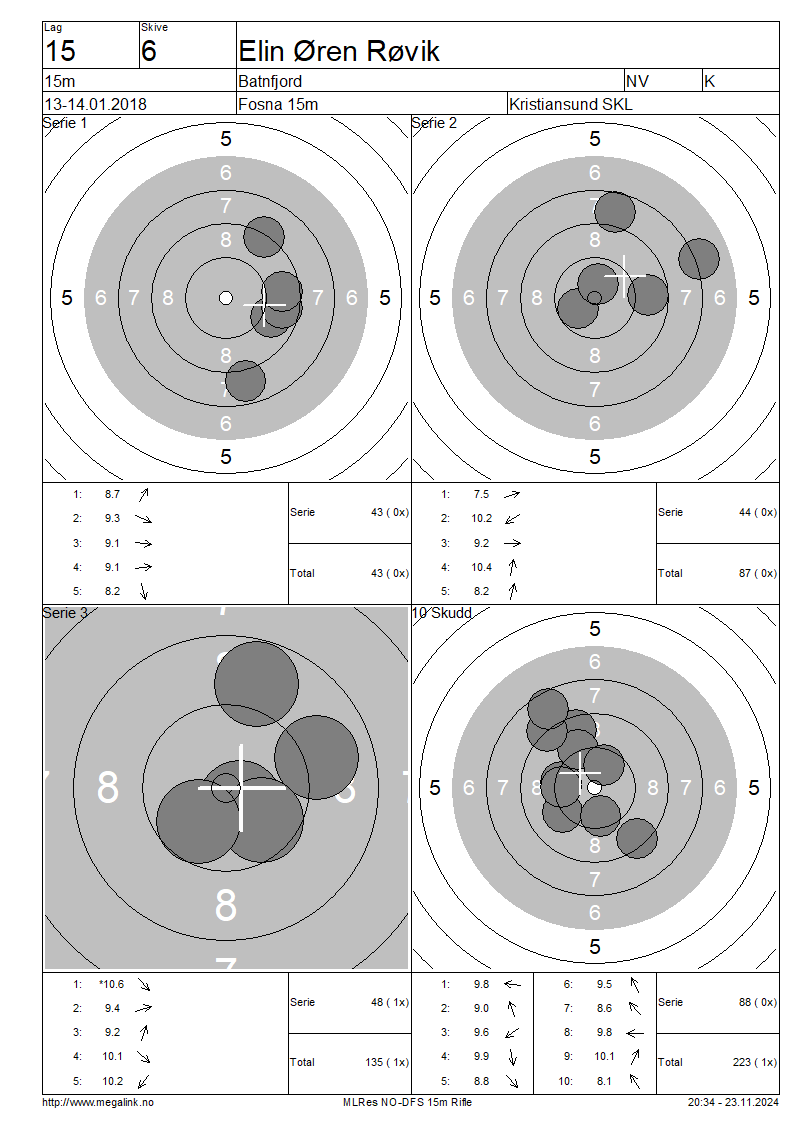 Lag Skive
15 6 Elin Øren Røvik
15m Batnfjord NV K
13-14.01.2018 Fosna 15m Kristiansund SKL
Serie 1 Serie 2
5 5
6 6
7 7
8 8
5 6 7 8 7 6 5 5 6 7 8 7 6 5
8 8
7 7
6 6
5 5
1: 8.7 1: 7.5
Serie 43 ( 0x) Serie 44 ( 0x)
2: 9.3 2: 10.2
3: 9.1 3: 9.2
4: 9.1 4: 10.4
Total 43 ( 0x) Total 87 ( 0x)
5: 8.2 5: 8.2
Serie 3 10 Skudd
7 5
8 6
7
8
7 8 8 7 5 6 7 8 8 7 6 5
8 8
7
6
7 5
1: *10.6 1: 9.8 6: 9.5
Serie 48 ( 1x) Serie 88 ( 0x)
2: 9.4 2: 9.0 7: 8.6
3: 9.2 3: 9.6 8: 9.8
4: 10.1 4: 9.9 9: 10.1
Total 135 ( 1x) Total 223 ( 1x)
5: 10.2 5: 8.8 10: 8.1
http://www.megalink.no MLRes NO-DFS 15m Rifle 20:34 - 23.11.2024